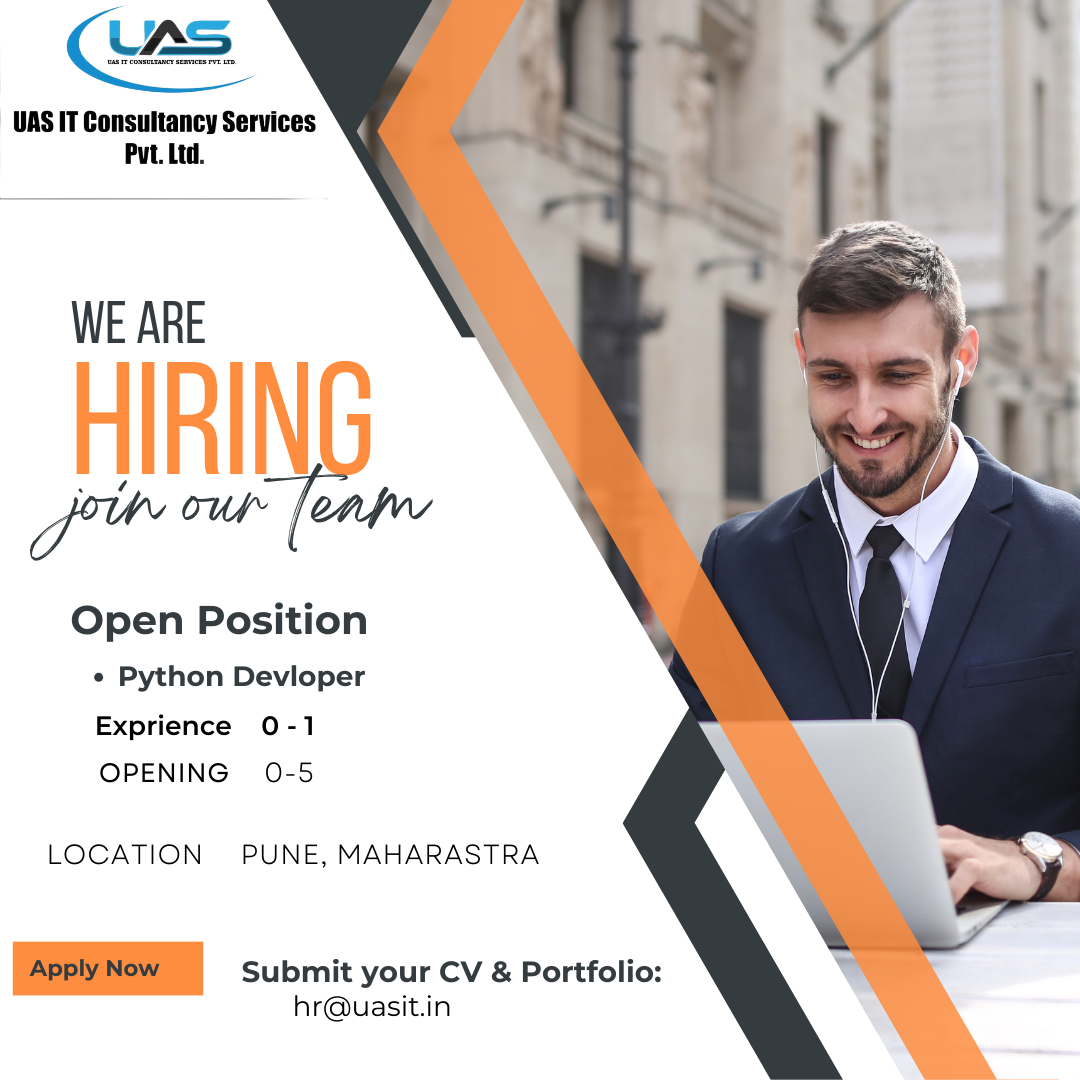 UAS
UAS IT CONSULTANCY SERVICES PVT. LTD.
UAS IT Consultancy Services
Pvt. Ltd.
WE ARE
HIRING
join our team
Open Position
• Python Devloper
Exprience 0 - 1
OPENING 0-5
LOCATION PUNE, MAHARASTRA
Apply Now
Submit your CV & Portfolio:
hr@uasit.in